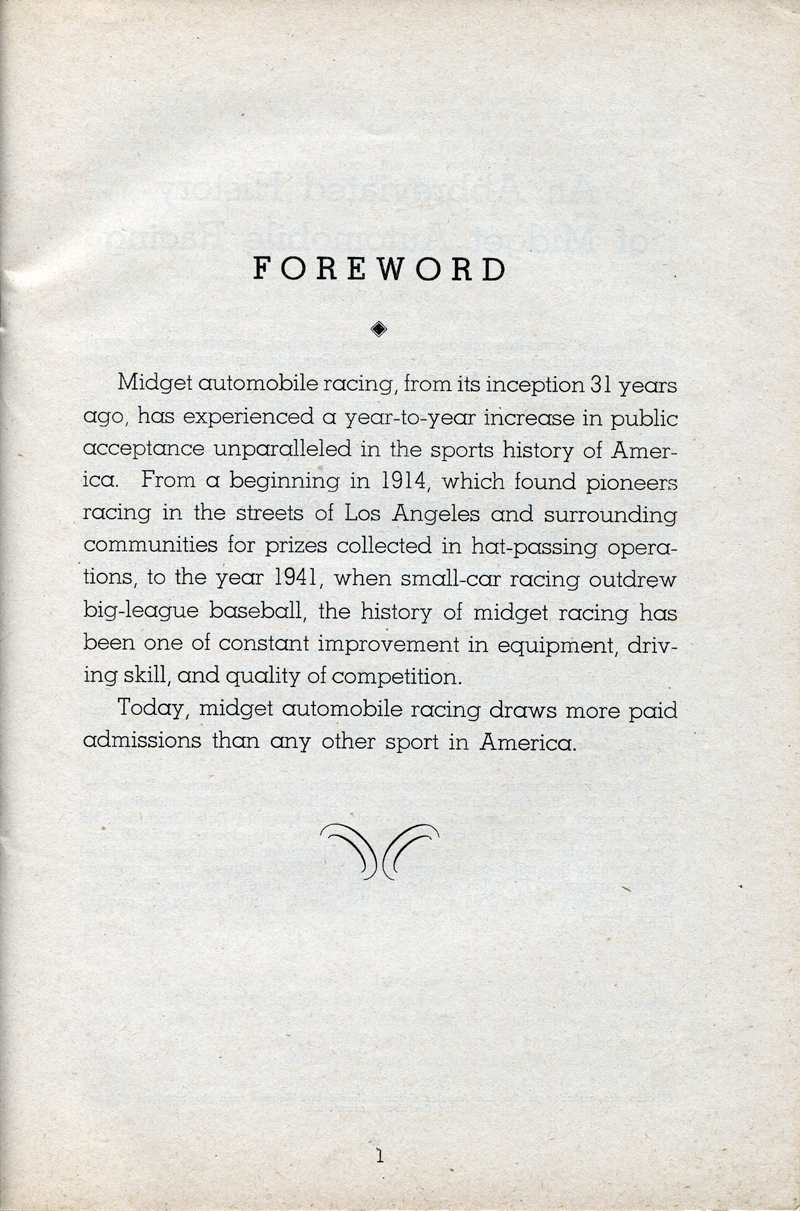 FOREWORD
Midget automobile racing, from its inception 31 years
ago, has experienced a year-to-year increase in public
acceptance unparalleled in the sports history of Amer-
ica. From a beginning in 1914, which found pioneers
racing in the streets of Los Angeles and surrounding
communities for prizes collected in hat-passing opera-
tions, to the year 1941, when small-car racing outdrew
big-league baseball, the history of midget racing has
been one of constant improvement in equipment, driv-
ing skill, and quality of competition.
Today, midget automobile racing draws more paid
admissions than any other sport in America.
1